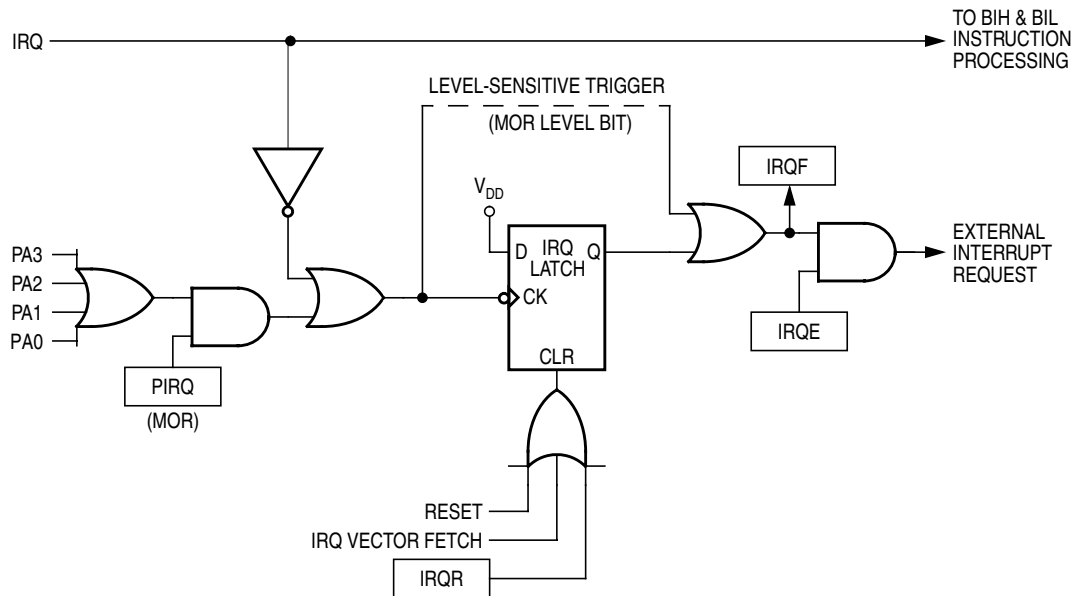 IRQ
TO BIH & BIL
INSTRUCTION
PROCESSING
LEVEL-SENSITIVE TRIGGER
(MOR LEVEL BIT)
IRQF
VDD
D
IRQ
LATCH
Q
CK
CLR
EXTERNAL
INTERRUPT
REQUEST
IRQE
PA3
PA2
PA1
PA0
PIRQ
(MOR)
RESET
IRQ VECTOR FETCH
IRQR